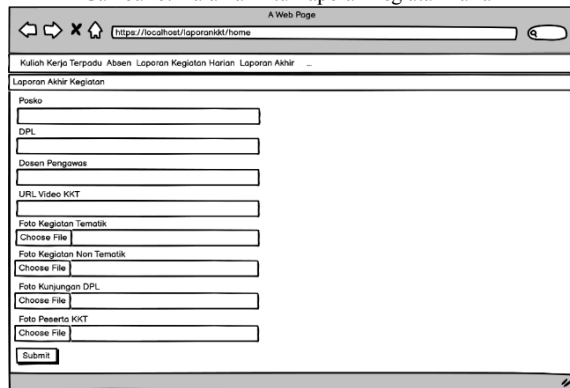 A Web Page
https://localhost/laporankkt/home
Kuliah Kerja Terpadu Absen Laporan Kegiatan Harian Laporan Akhir ...
Laporan Akhir Kegiatan
Posko
DPL
Dosen Pengawas
URL Video KKT
Foto Kegiatan Tematik
Choose File
Foto Kegiatan Non Tematik
Choose File
Foto Kunjungan DPL
Choose File
Foto Peserta KKT
Choose File
Submit